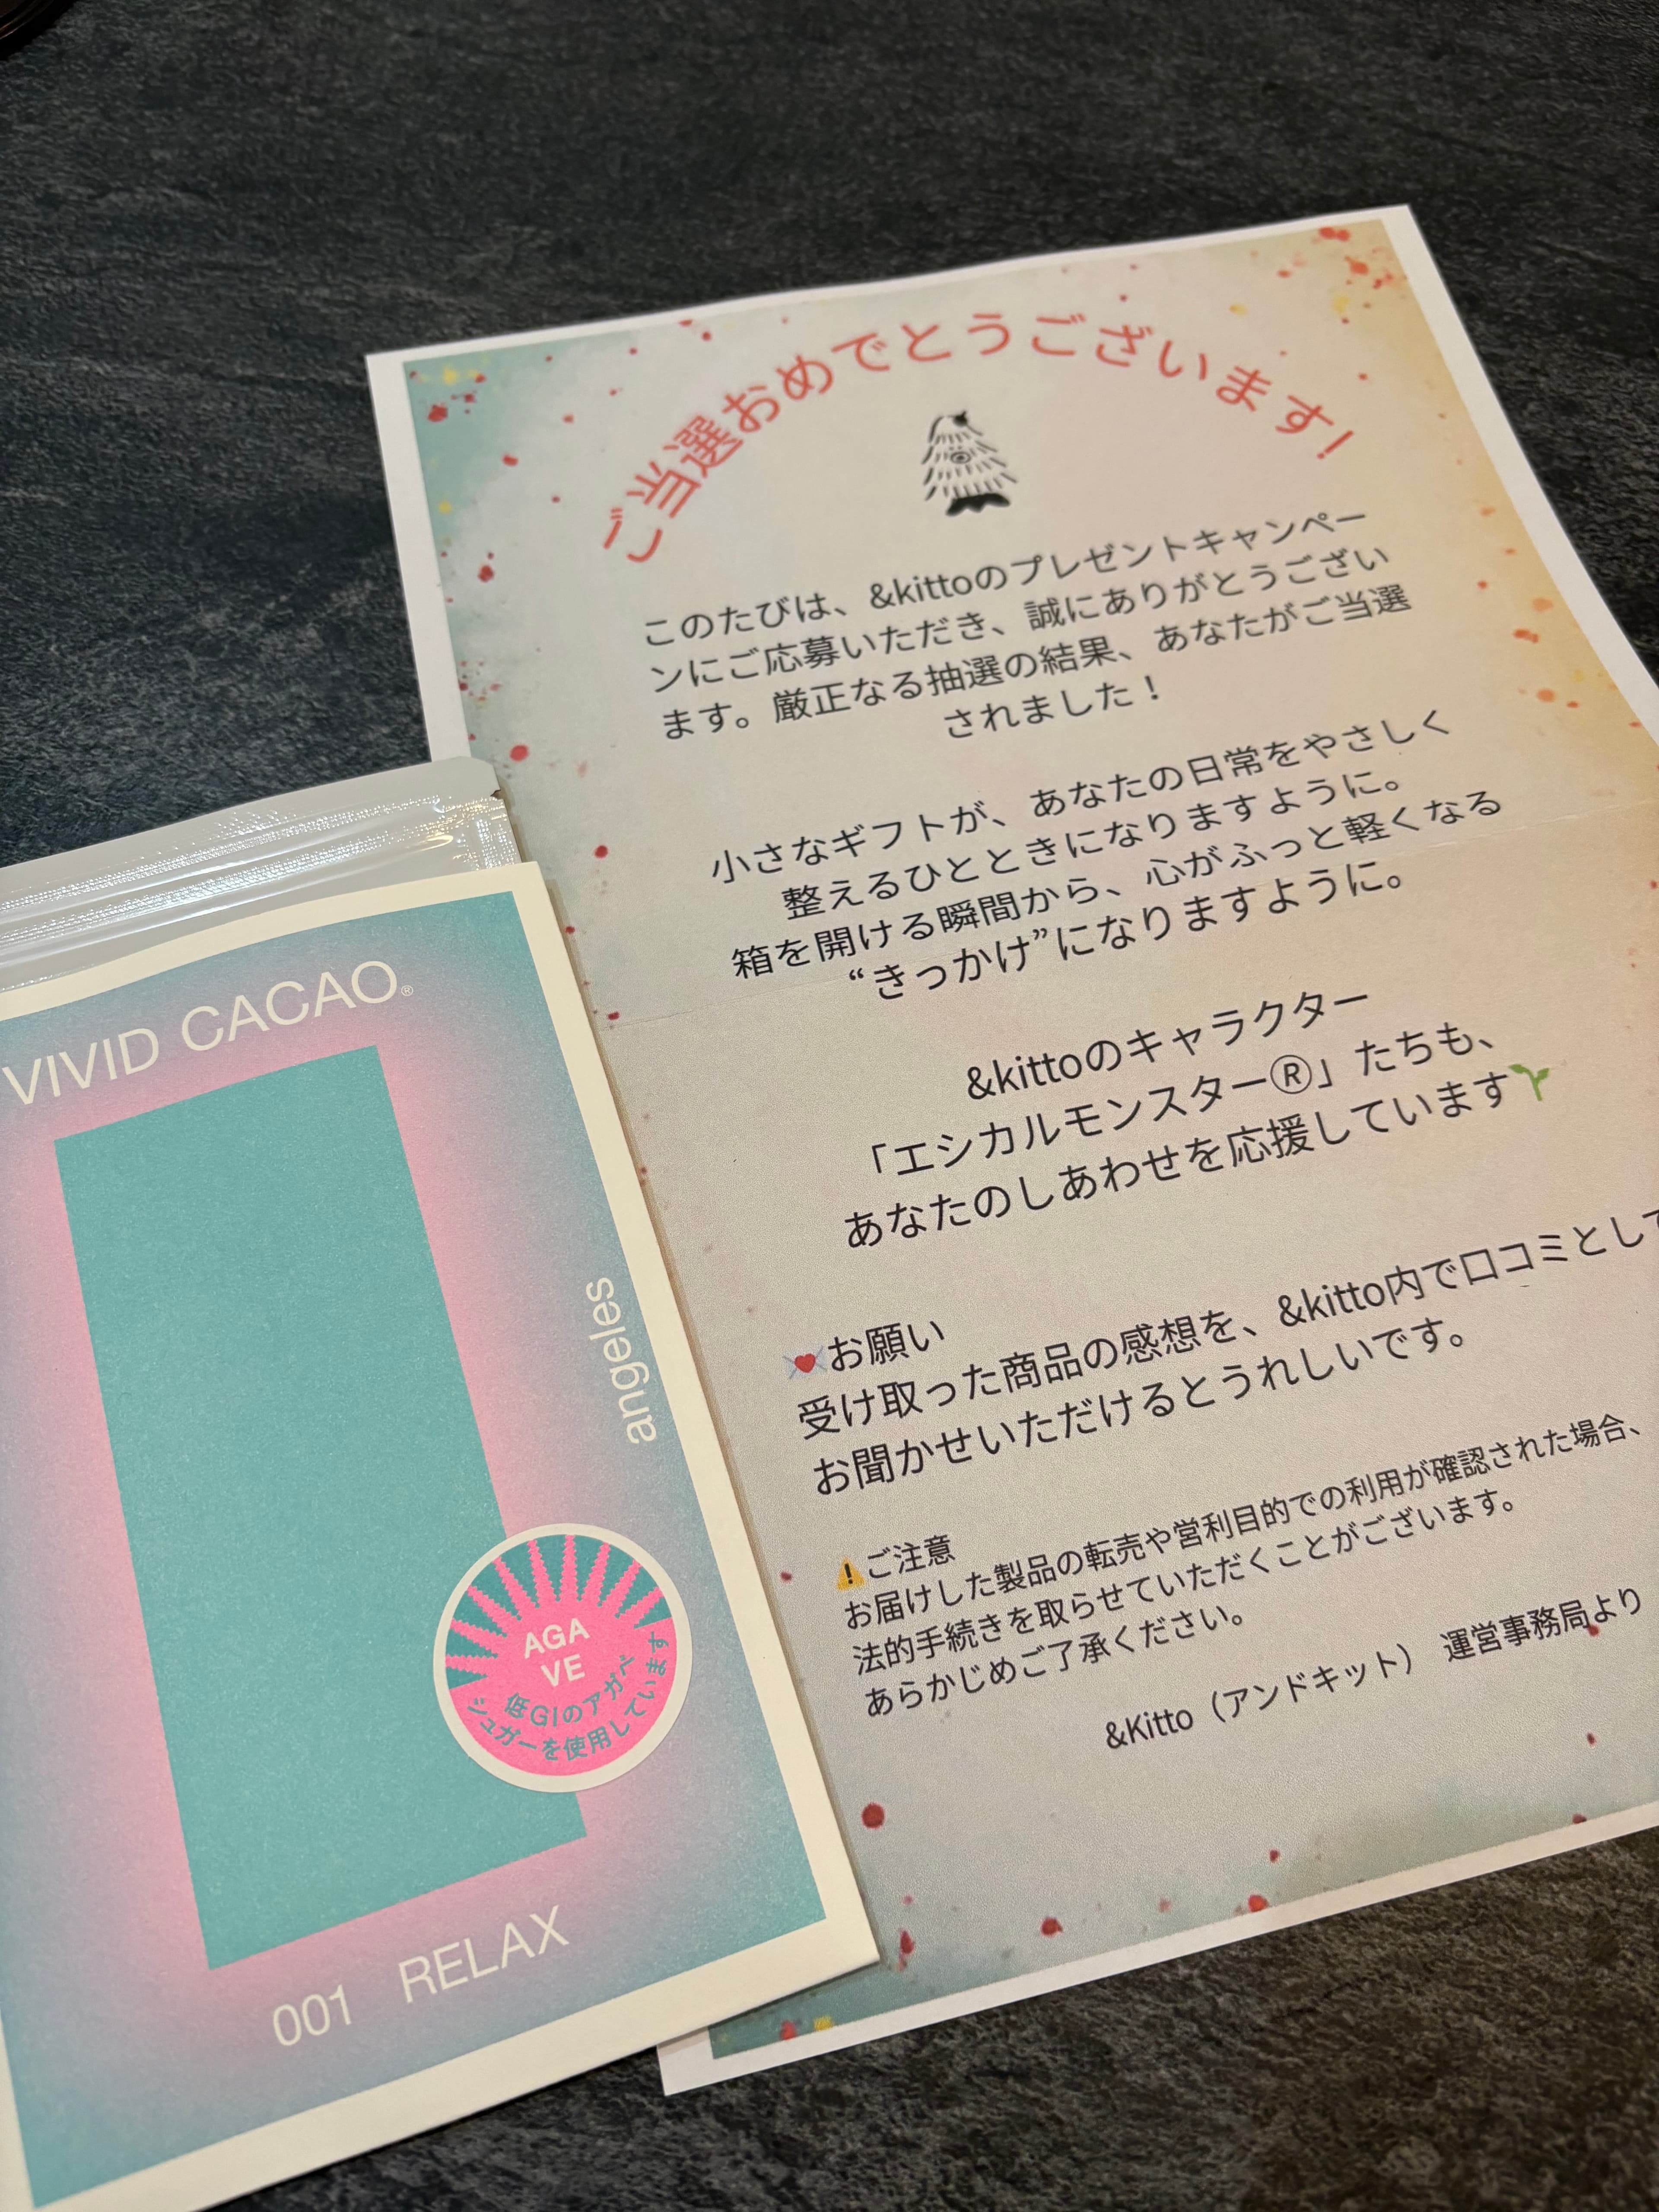 ご当選おめでとうございます!
このたびは、&kittoのプレゼントキャンペー
ンにご応募いただき、誠にありがとうござい
ます。厳正なる抽選の結果、あなたがご当選
されました！
小さなギフトが、あなたの日常をやさしく
整えるひとときになりますように。
箱を開ける瞬間から、心がふっと軽くなる
“きっかけ”になりますように。
&kittoのキャラクター
「エシカルモンスターⓇ」たちも、
あなたのしあわせを応援しています
お願い
受け取った商品の感想を、&kitto内で口コミとして
お聞かせいただけるとうれしいです。
ご注意
お届けした製品の転売や営利目的での利用が確認された場合、
法的手続きを取らせていただくことがございます。
あらかじめご了承ください。
&Kitto（アンドキット） 運営事務局より
VIVID CACAO®
angeles
AGA
VE
低GIのアガベ
シュガーを使用しています
001 RELAX